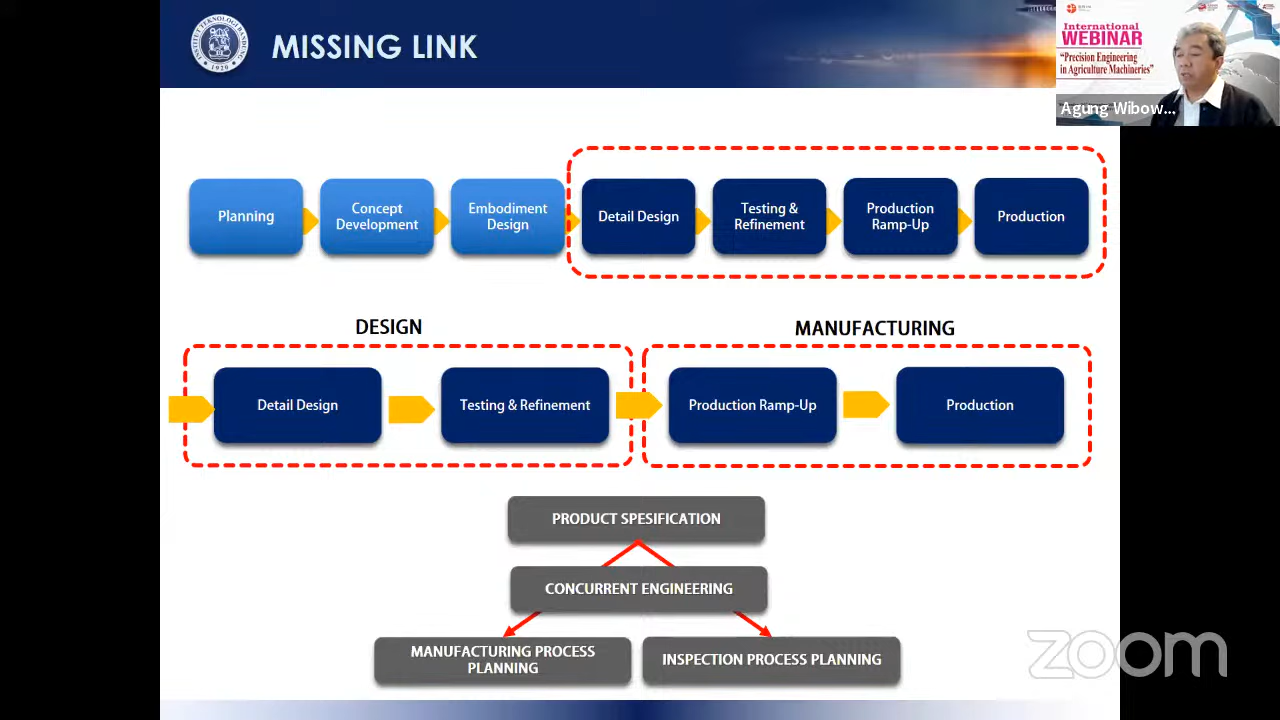 MISSING LINK
International
WEBINAR
"Precision Engineering
in Agriculture Machineries"
Agung Wibow...
Planning
Concept
Development
Embodiment
Design
Detail Design
Testing &
Refinement
Production
Ramp-Up
Production
DESIGN
MANUFACTURING
Detail Design
Testing & Refinement
Production Ramp-Up
Production
PRODUCT SPESIFICATION
CONCURRENT ENGINEERING
MANUFACTURING PROCESS
PLANNING
INSPECTION PROCESS PLANNING
zoom